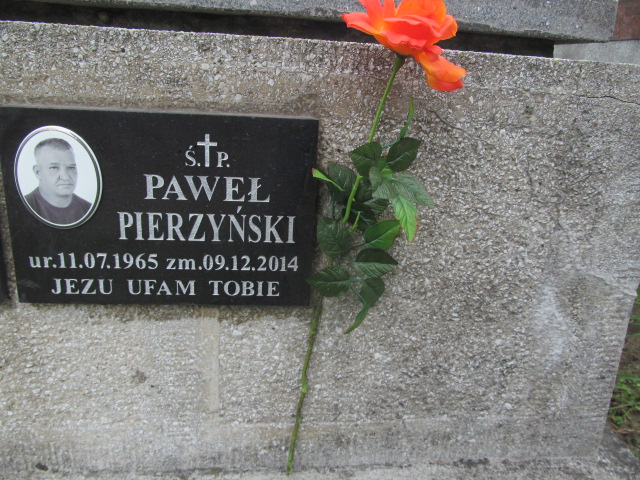 Ś. P.
PAWEŁ
PIERZYŃSKI
ur.11.07.1965 zm.09.12.2014
JEZU UFAM TOBIE